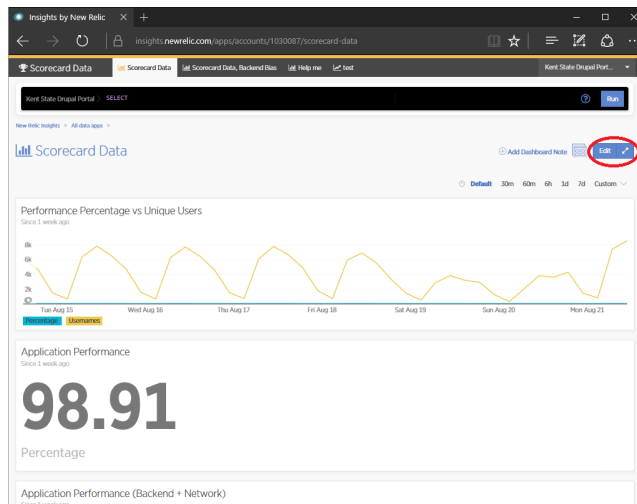 Insights by New Relic
insights.newrelic.com/apps/accounts/1030087/scorecard-data
Scorecard Data
Scorecard Data
Scorecard Data, Backend Bias
Help me
test
Kent State Drupal Port...
Kent State Drupal Portal > SELECT
Run
New Relic Insights > All data apps >
Scorecard Data
Add Dashboard Note
Edit
Default 30m 60m 6h 1d 7d Custom
Performance Percentage vs Unique Users
Since 1 week ago
8k
6k
4k
2k
0
Tue Aug 15 Wed Aug 16 Thu Aug 17 Fri Aug 18 Sat Aug 19 Sun Aug 20 Mon Aug 21
Percentage Usernames
Application Performance
Since 1 week ago
98.91
Percentage
Application Performance (Backend + Network)